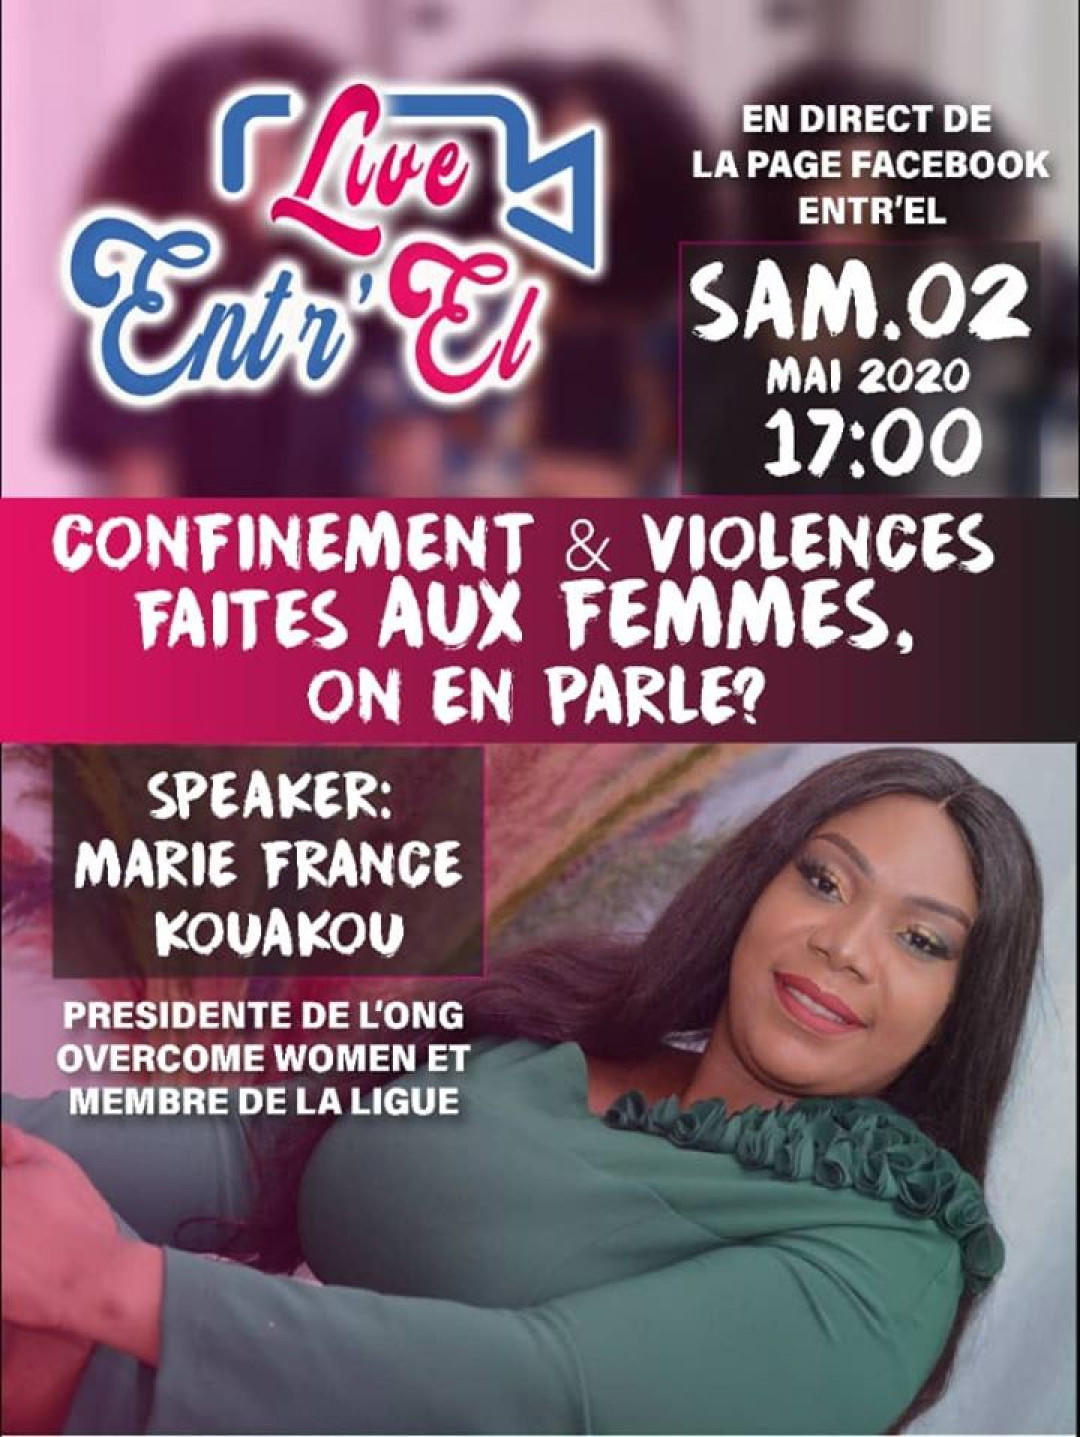 Live
Entr'El
EN DIRECT DE
LA PAGE FACEBOOK
ENTR'EL
SAM.02
MAI 2020
17:00
CONFINEMENT & VIOLENCES
FAITES AUX FEMMES,
ON EN PARLE?
SPEAKER:
MARIE FRANCE
KOUAKOU
PRESIDENTE DE L'ONG
OVERCOME WOMEN ET
MEMBRE DE LA LIGUE